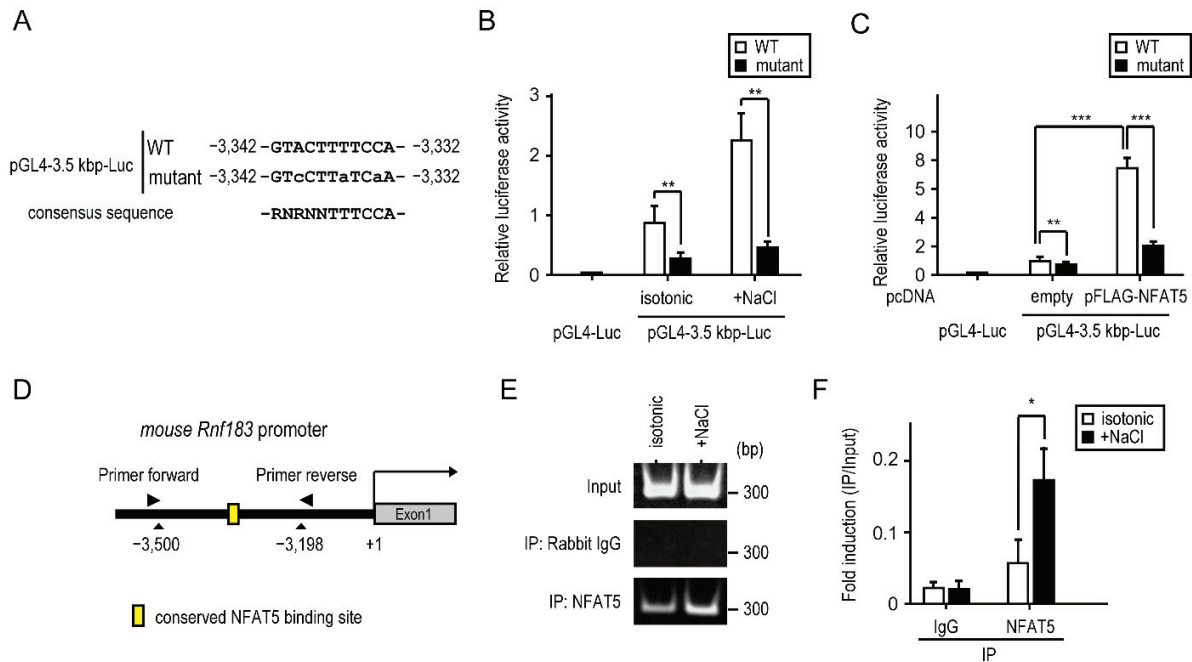 A
pGL4-3.5 kbp-Luc
WT −3,342 -GTACTTTTCCA- −3,332
mutant −3,342 -GTcCTTaTCaA- −3,332
consensus sequence -RNRNNTTTCCA-
B
WT
mutant
Relative luciferase activity
3
2
1
0
**
**
isotonic +NaCl
pGL4-Luc pGL4-3.5 kbp-Luc
C
WT
mutant
Relative luciferase activity
10
8
5
4
2
0
**
***
***
pcDNA empty pFLAG-NFAT5
pGL4-Luc pGL4-3.5 kbp-Luc
D
mouse Rnf183 promoter
Primer forward Primer reverse
Exon1
−3,500 −3,198 +1
conserved NFAT5 binding site
E
isotonic +NaCl (bp)
Input 300
IP: Rabbit IgG 300
IP: NFAT5 300
F
isotonic
+NaCl
Fold induction (IP/Input)
0.2
0.1
0
*
IgG NFAT5
IP